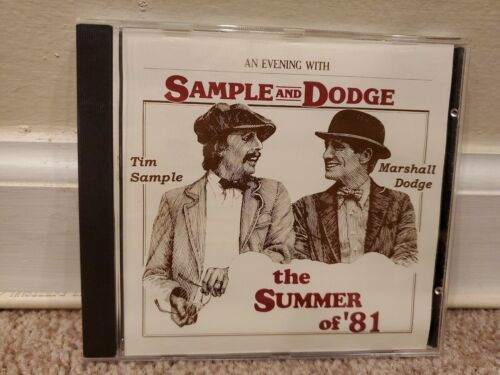 AN EVENING WITH
SAMPLE AND DODGE
Tim
Sample
Marshall
Dodge
the
SUMMER
of '81